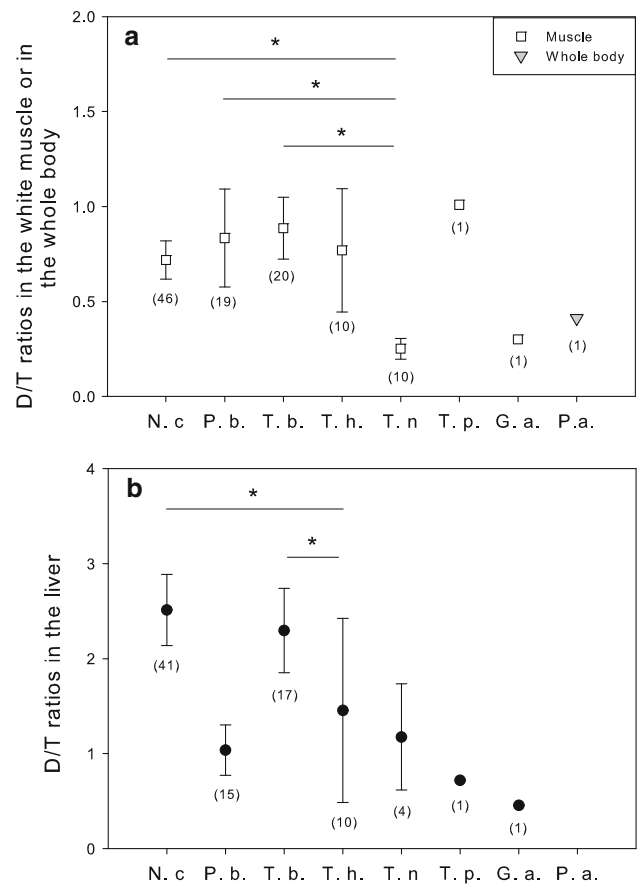 a
Muscle
Whole body
D/T ratios in the white muscle or in
the whole body
2.0
1.5
1.0
0.5
0.0
*
*
*
(46)
(19)
(20)
(10)
(10)
(1)
(1)
(1)
N. c
P. b.
T. b.
T. h.
T. n
T. p.
G. a.
P.a.
b
D/T ratios in the liver
4
3
2
1
0
*
*
(41)
(15)
(17)
(10)
(4)
(1)
(1)
N. c
P. b.
T. b.
T. h.
T. n
T. p.
G. a.
P. a.